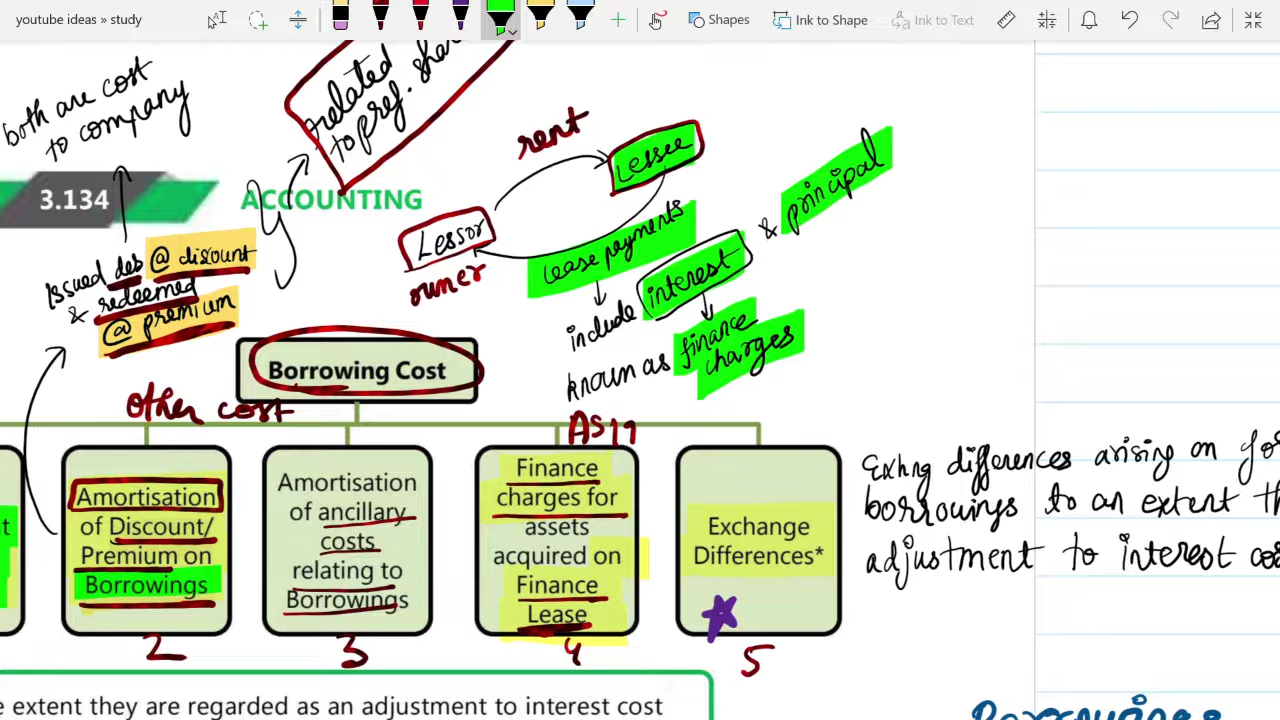 youtube ideas » study
Shapes
Ink to Shape
Ink to Text
both are cost
to company
related
to pref.
rent
Lessee
3.134
ACCOUNTING
Lessor
owner
lease payments
include interest & principal
known as finance
charges
Issued @ discount
& redeemed
@ premium
Borrowing Cost
other cost
AS 19
Amortisation
of Discount/
Premium on
Borrowings
2
Amortisation
of ancillary
costs
relating to
Borrowings
3
Finance
charges for
assets
acquired on
Finance
Lease
4
Exchange
Differences*
5
differences arising on
borrowings to an extent
adjustment to interest
extent they are regarded as an adjustment to interest cost